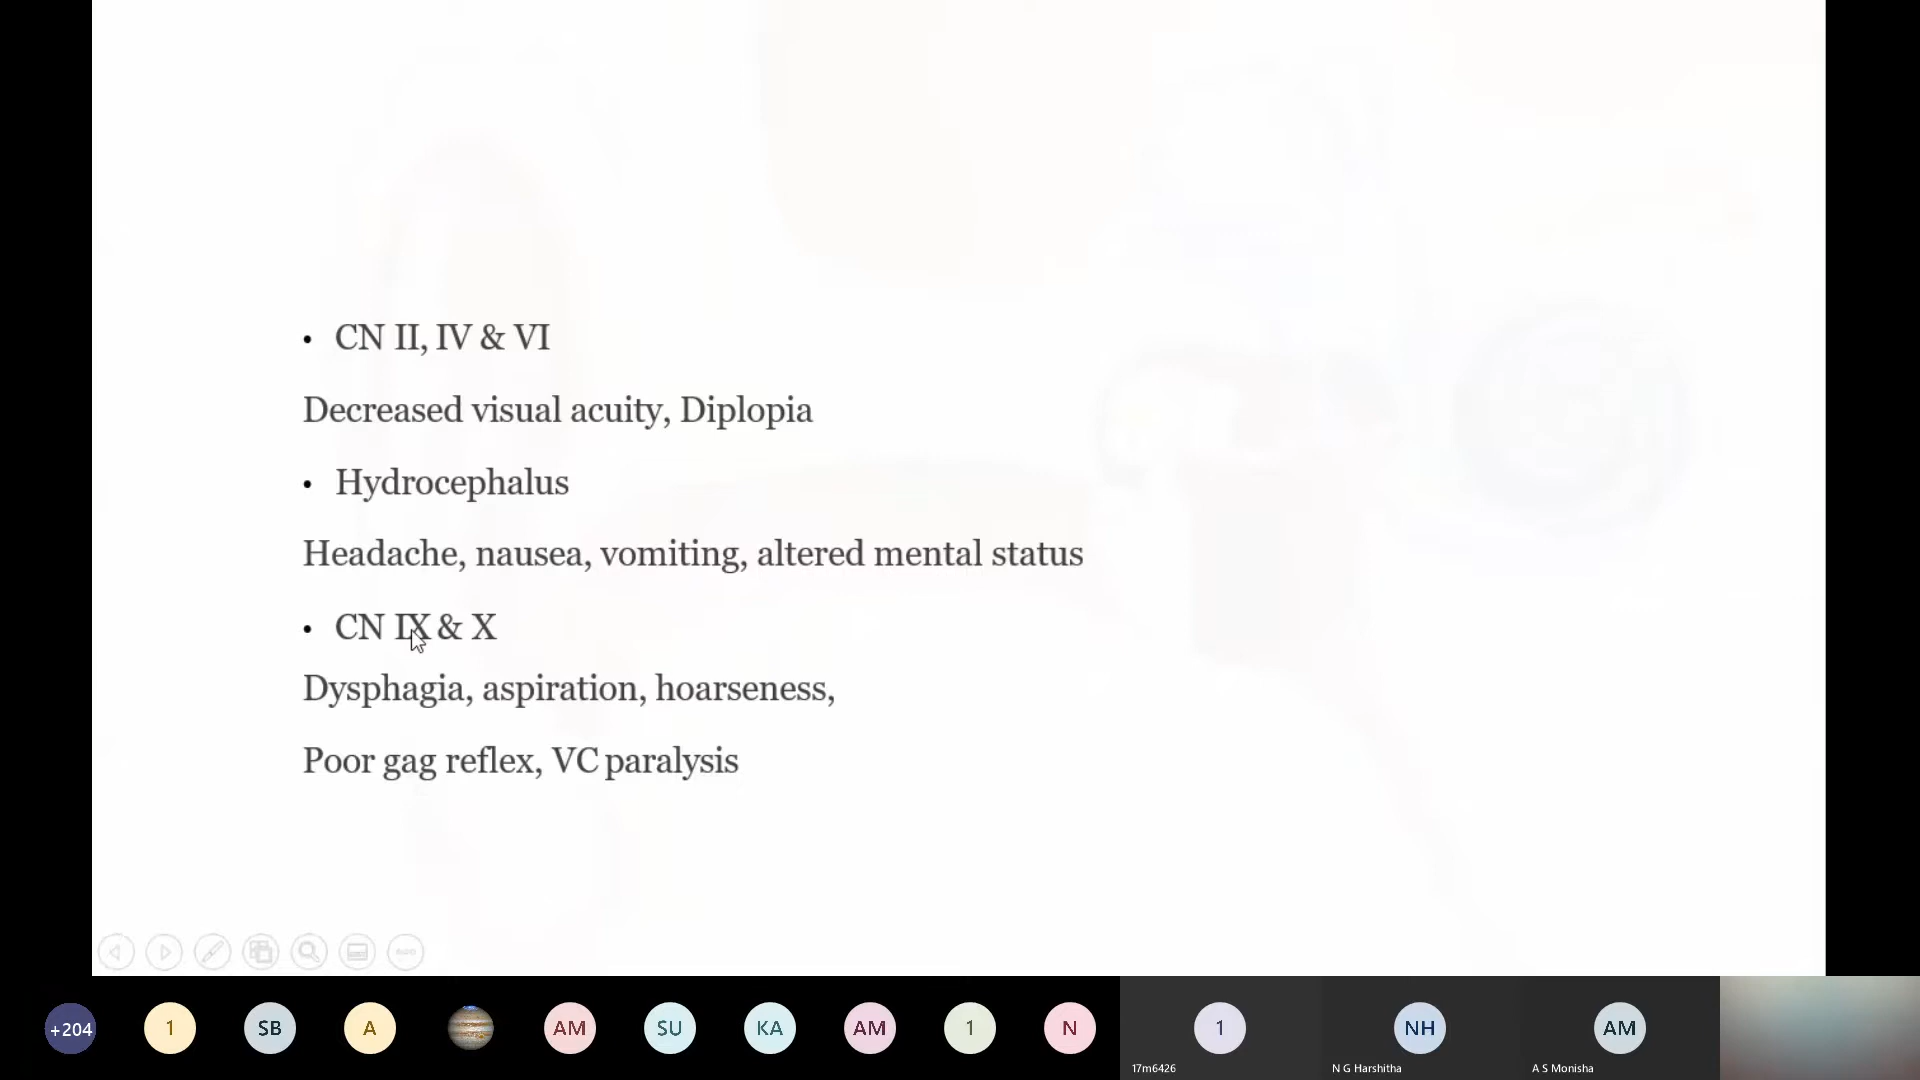 • CN II, IV & VI
Decreased visual acuity, Diplopia
• Hydrocephalus
Headache, nausea, vomiting, altered mental status
• CN IX & X
Dysphagia, aspiration, hoarseness,
Poor gag reflex, VC paralysis
+204 1 SB A AM SU KA AM 1 N 1 NH AM
17m6426 N G Harshitha A S Monisha